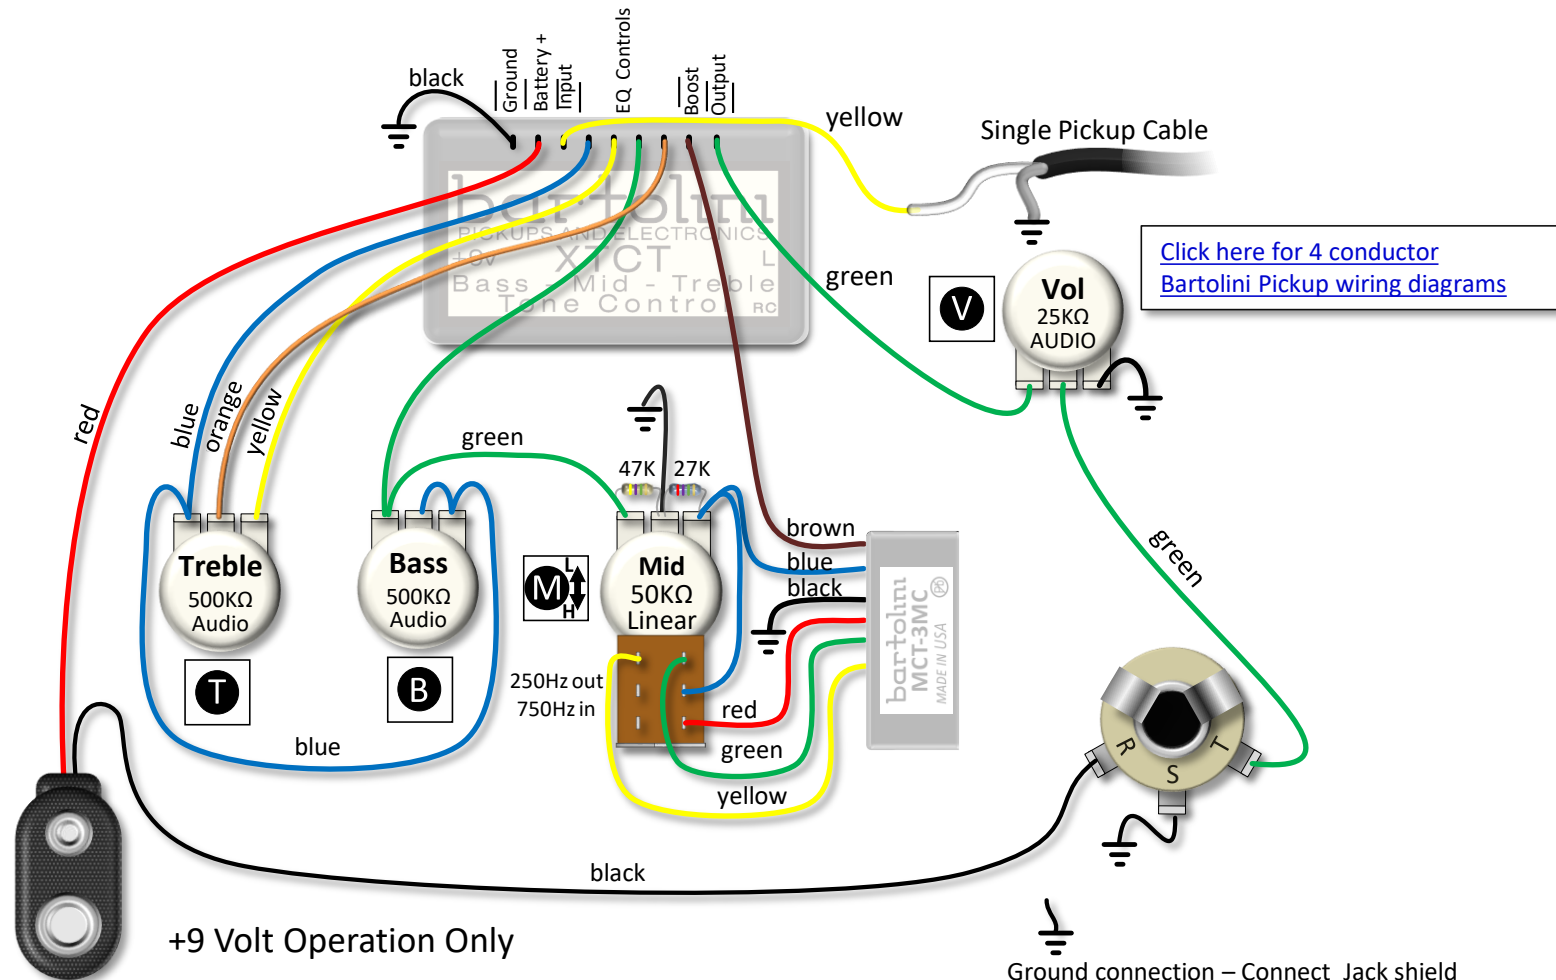 Ground
Battery +
Input
EQ Controls
Boost
Output
black
yellow
Single Pickup Cable
bartolini
PICKUPS AND ELECTRONICS
+9v XTCT L
Bass - Mid - Treble
Tone Control RC
green
V
Vol
25KΩ
AUDIO
Click here for 4 conductor
Bartolini Pickup wiring diagrams
red
blue
orange
yellow
green
47K
27K
brown
blue
black
green
Treble
500KΩ
Audio
T
Bass
500KΩ
Audio
B
M
L
H
Mid
50KΩ
Linear
bartolini
MCT-3MC
MADE IN USA
250Hz out
750Hz in
red
green
yellow
blue
R
S
T
black
+9 Volt Operation Only
Ground connection – Connect Jack shield